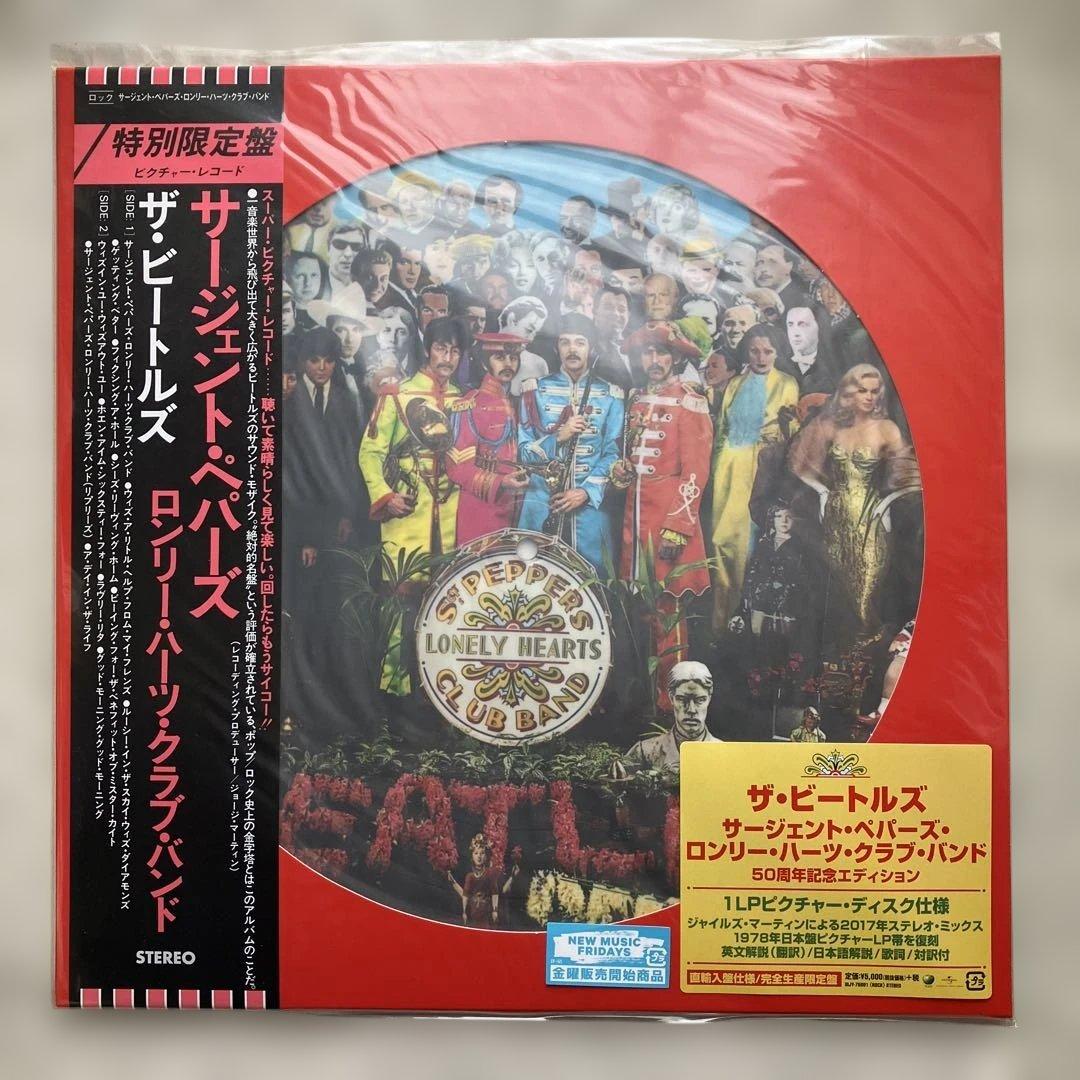 ロック サージェント・ペパーズ・ロンリー・ハーツ・クラブ・バンド
特別限定盤
ピクチャー・レコード
スーパー・ピクチャー・レコード……聴いて素晴らしく見て楽しい。回したらもうサイコー!!
●一音楽世界から飛び出て大きく広がるビートルズのサウンド・モザイク。“絶対的名盤”という評価が確立されている、ポップ/ロック史上の金字塔とはこのアルバムのことだ。
(レコーディング・プロデューサー/ジョージ・マーティン)
サージェント・ペパーズ
ロンリー・ハーツ・クラブ・バンド
ザ・ビートルズ
[SIDE: 1] サージェント・ペパーズ・ロンリー・ハーツ・クラブ・バンド ●ウィズ・ア・リトル・ヘルプ・フロム・マイ・フレンズ ●ルーシー・イン・ザ・スカイ・ウィズ・ダイアモンズ
●ゲッティング・ベター ●フィクシング・ア・ホール ●シーズ・リーヴィング・ホーム ●ビーイング・フォー・ザ・ベネフィット・オブ・ミスター・カイト
[SIDE: 2] ウィズイン・ユー・ウィズアウト・ユー ●ホエン・アイム・シックスティー・フォー ●ラヴリー・リタ ●グッド・モーニング・グッド・モーニング
●サージェント・ペパーズ・ロンリー・ハーツ・クラブ・バンド(リプリーズ) ●ア・デイ・イン・ザ・ライフ
STEREO
SGT. PEPPERS
LONELY HEARTS
CLUB BAND
NEW MUSIC
FRIDAYS
金曜販売開始商品
ザ・ビートルズ
サージェント・ペパーズ・
ロンリー・ハーツ・クラブ・バンド
50周年記念エディション
1LPピクチャー・ディスク仕様
ジャイルズ・マーティンによる2017年ステレオ・ミックス
1978年日本盤ピクチャーLP帯を復刻
英文解説(翻訳)/日本語解説/歌詞/対訳付
直輸入盤仕様/完全生産限定盤
定価:¥5,000(税抜価格)+税
(ROCK) STEREO